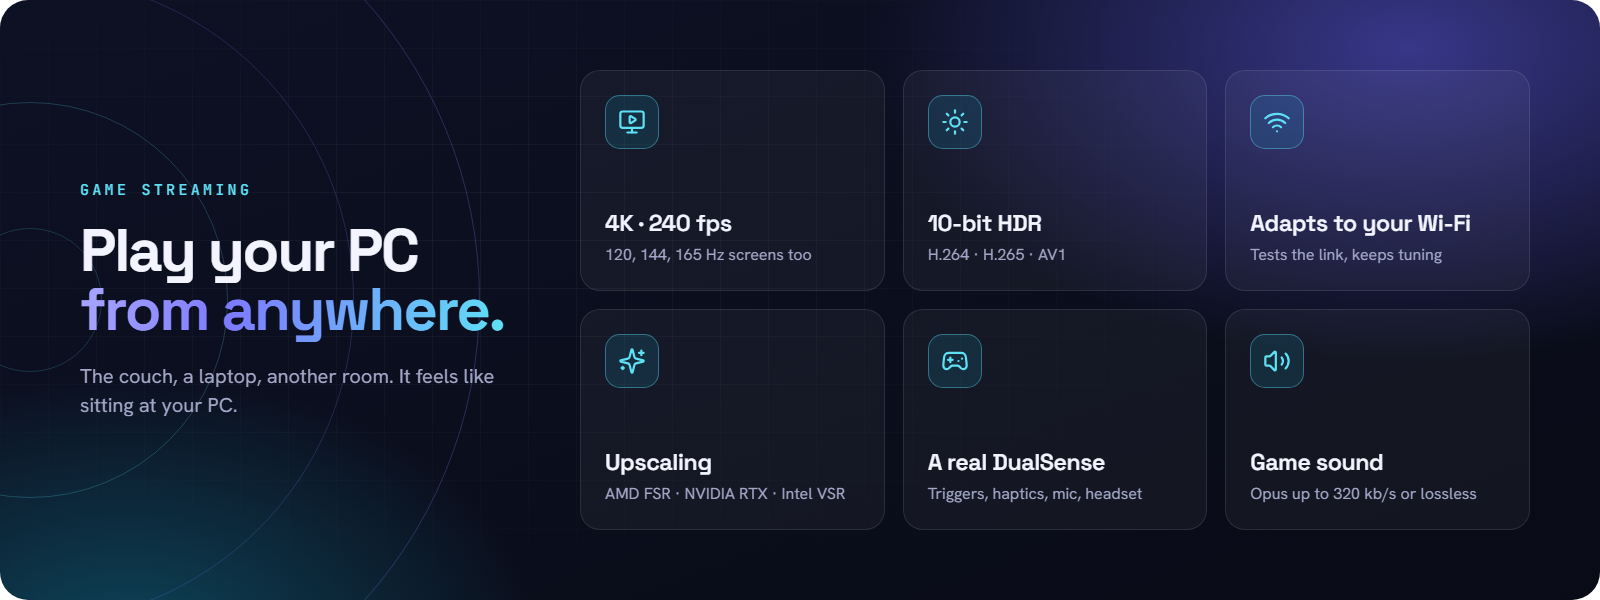 GAME STREAMING
Play your PC
from anywhere.
The couch, a laptop, another room. It feels like
sitting at your PC.
4K · 240 fps
120, 144, 165 Hz screens too
10-bit HDR
H.264 · H.265 · AV1
Adapts to your Wi-Fi
Tests the link, keeps tuning
Upscaling
AMD FSR · NVIDIA RTX · Intel VSR
A real DualSense
Triggers, haptics, mic, headset
Game sound
Opus up to 320 kb/s or lossless